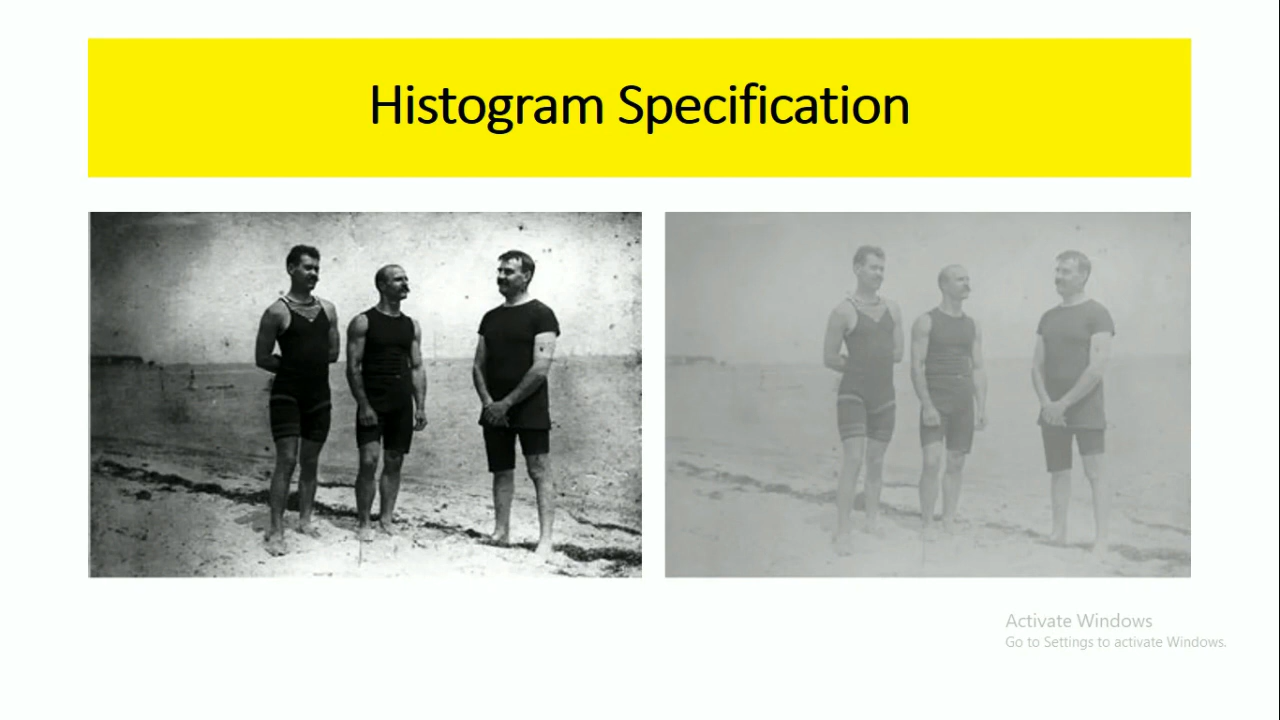 Histogram Specification
Activate Windows
Go to Settings to activate Windows.